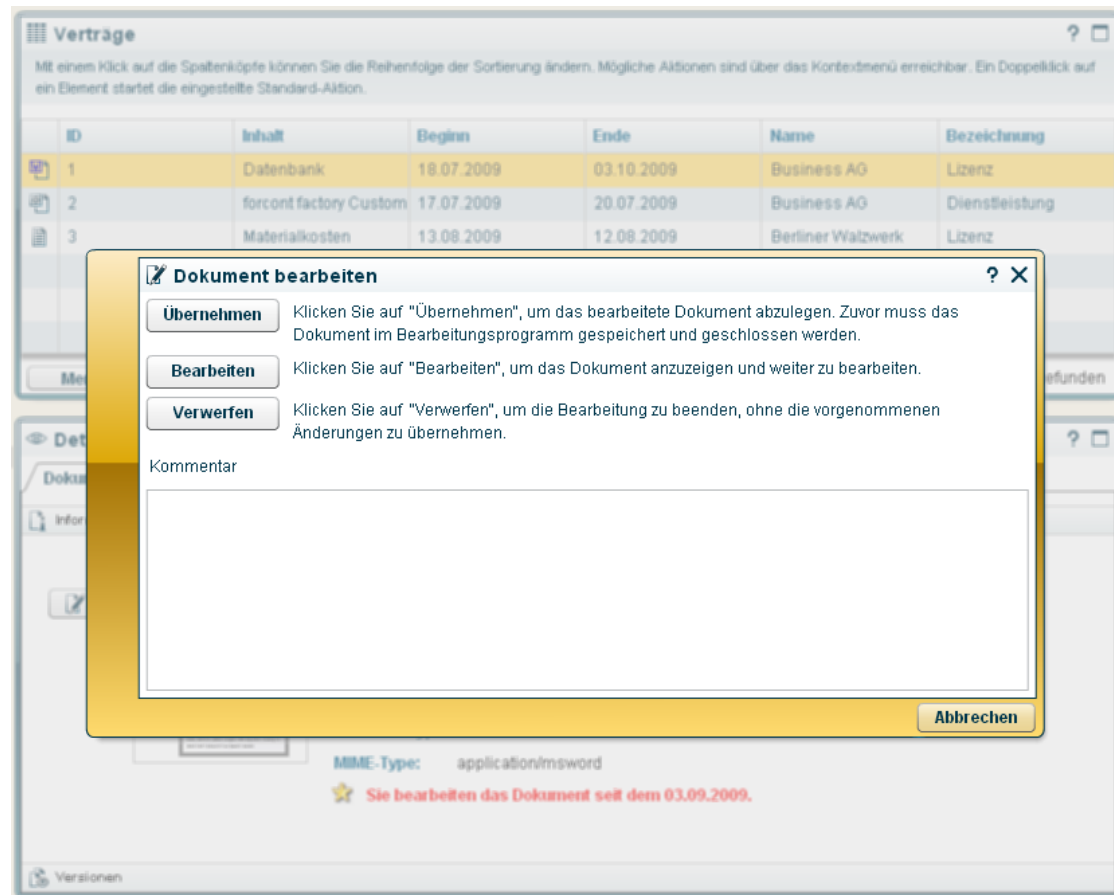 Verträge
?
Mit einem Klick auf die Spaltenköpfe können Sie die Reihenfolge der Sortierung ändern. Mögliche Aktionen sind über das Kontextmenü erreichbar. Ein Doppelklick auf
ein Element startet die eingestellte Standard-Aktion.
ID Inhalt Beginn Ende Name Bezeichnung
1 Datenbank 18.07.2009 03.10.2009 Business AG Lizenz
2 forcont factory Custom 17.07.2009 20.07.2009 Business AG Dienstleistung
3 Materialkosten 13.08.2009 12.08.2009 Berliner Walzwerk Lizenz
Dokument bearbeiten
?
Übernehmen Klicken Sie auf "Übernehmen", um das bearbeitete Dokument abzulegen. Zuvor muss das
Dokument im Bearbeitungsprogramm gespeichert und geschlossen werden.
Bearbeiten Klicken Sie auf "Bearbeiten", um das Dokument anzuzeigen und weiter zu bearbeiten.
Verwerfen Klicken Sie auf "Verwerfen", um die Bearbeitung zu beenden, ohne die vorgenommenen
Änderungen zu übernehmen.
Kommentar
Abbrechen
?
MIME-Type: application/msword
Sie bearbeiten das Dokument seit dem 03.09.2009.
Versionen